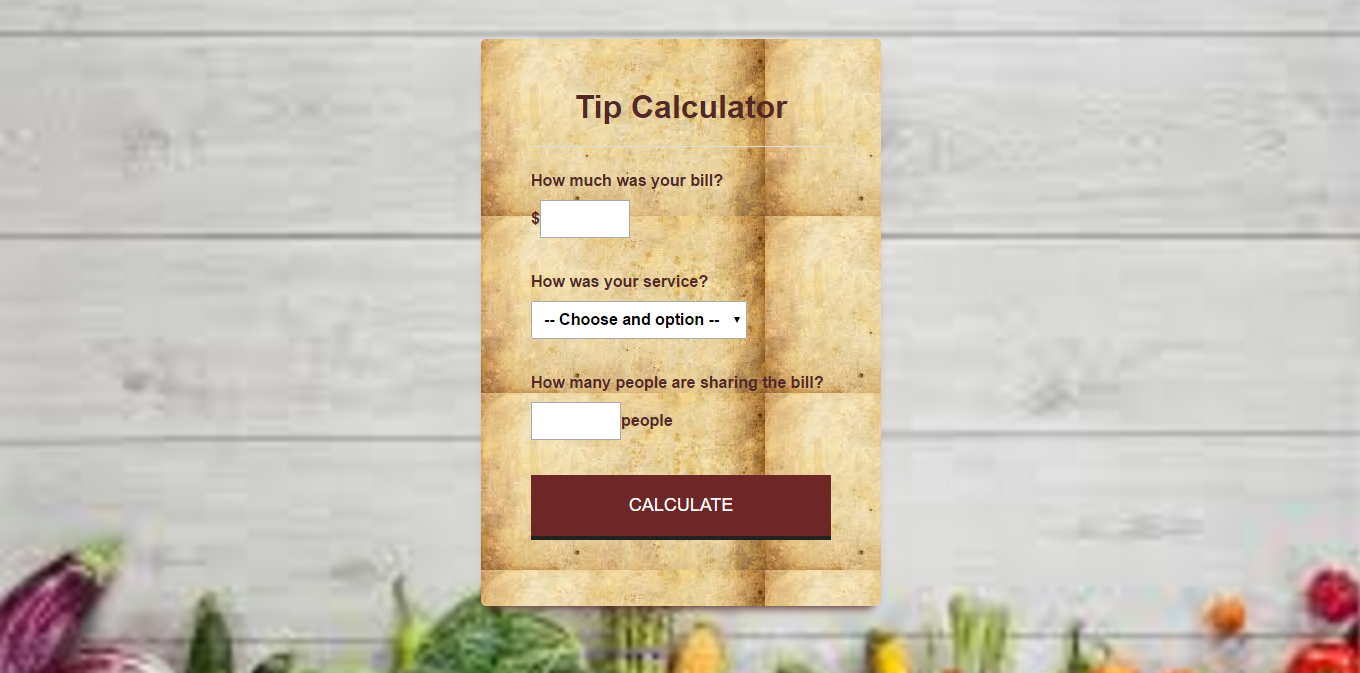 Tip Calculator
How much was your bill?
$
How was your service?
-- Choose and option --
How many people are sharing the bill?
people
CALCULATE